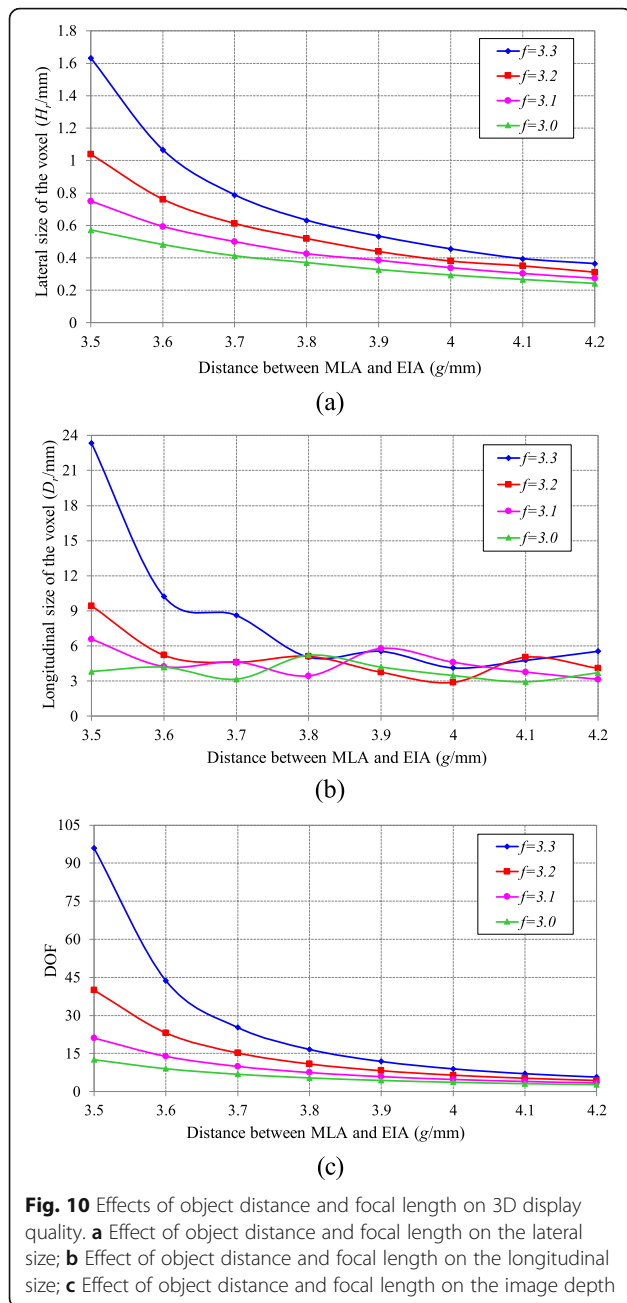 1.8
1.6
1.4
1.2
1
0.8
0.6
0.4
0.2
0
Lateral size of the voxel (Hr/mm)
f=3.3
f=3.2
f=3.1
f=3.0
3.5 3.6 3.7 3.8 3.9 4 4.1 4.2
Distance between MLA and EIA (g/mm)
(a)
24
21
18
15
12
9
6
3
0
Longitudinal size of the voxel (Dr/mm)
f=3.3
f=3.2
f=3.1
f=3.0
3.5 3.6 3.7 3.8 3.9 4 4.1 4.2
Distance between MLA and EIA (g/mm)
(b)
105
90
75
60
45
30
15
0
DOF
f=3.3
f=3.2
f=3.1
f=3.0
3.5 3.6 3.7 3.8 3.9 4 4.1 4.2
Distance between MLA and EIA (g/mm)
(c)
Fig. 10 Effects of object distance and focal length on 3D display
quality. a Effect of object distance and focal length on the lateral
size; b Effect of object distance and focal length on the longitudinal
size; c Effect of object distance and focal length on the image depth